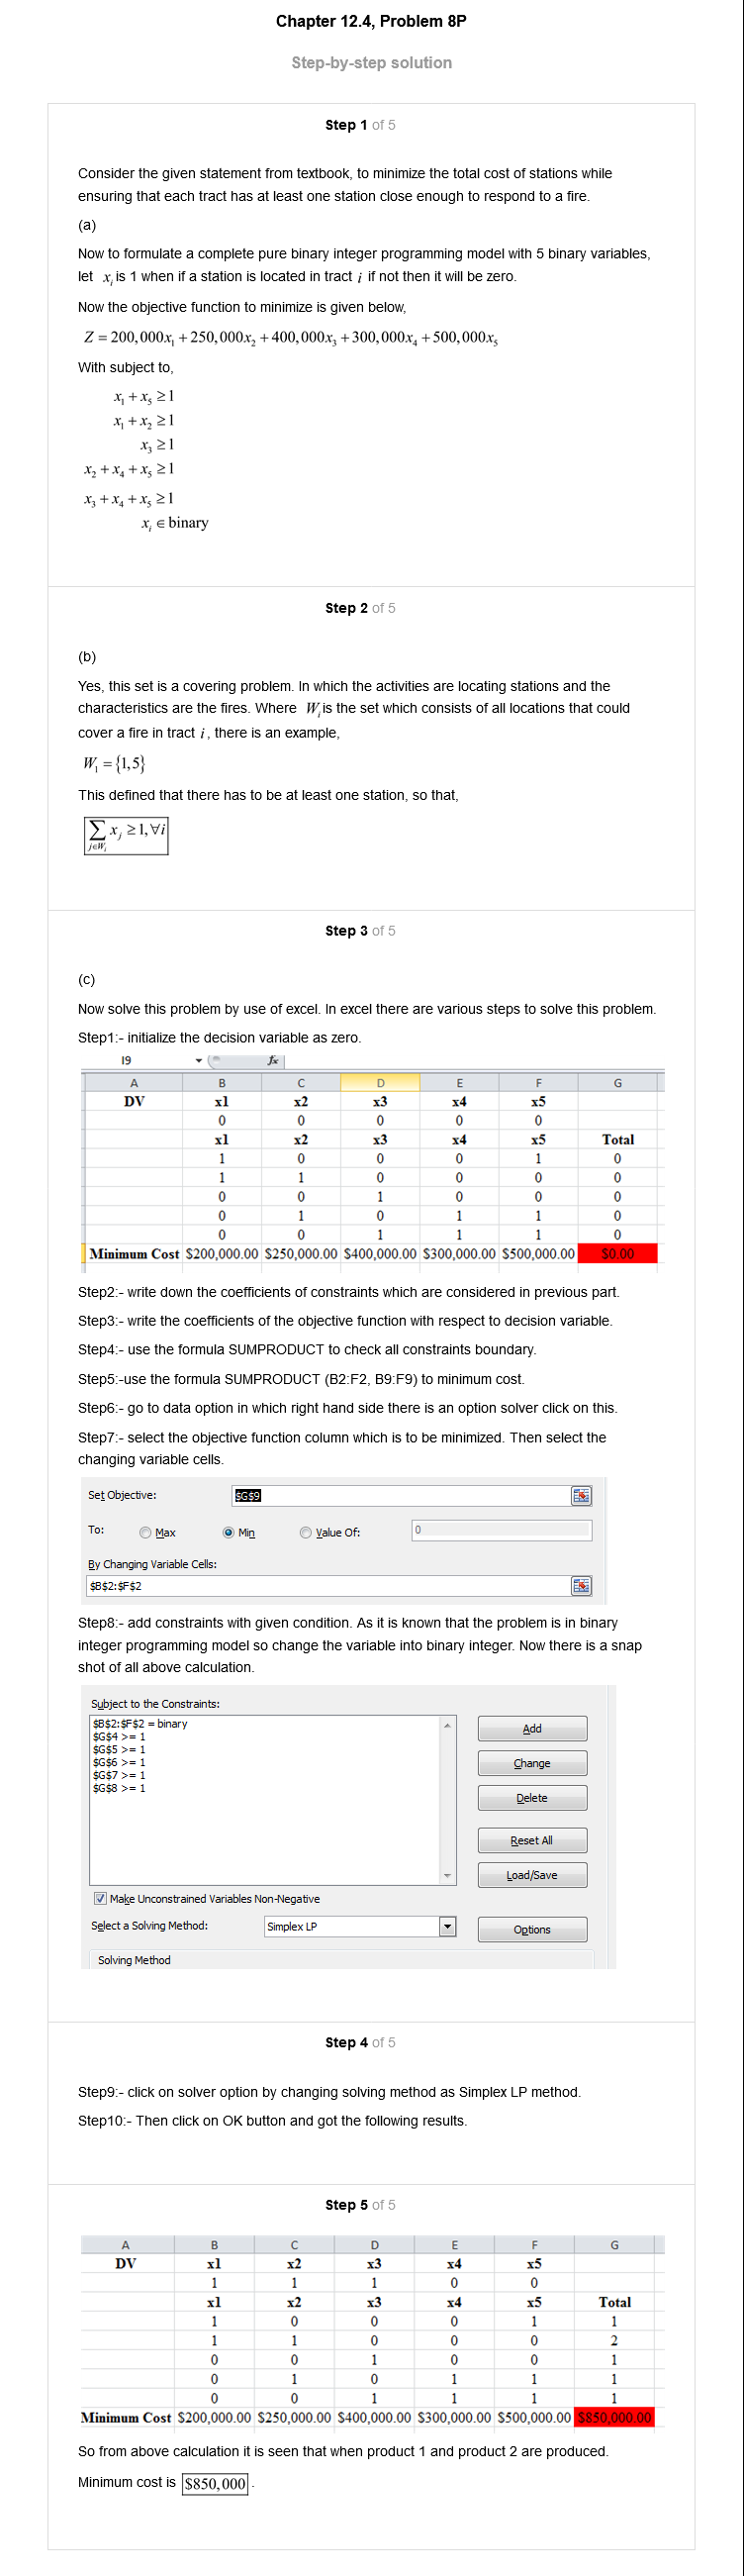 Chapter 12.4, Problem 8P
Step-by-step solution
Step 1 of 5
Consider the given statement from textbook, to minimize the total cost of stations while
ensuring that each tract has at least one station close enough to respond to a fire.
(a)
Now to formulate a complete pure binary integer programming model with 5 binary variables,
let x_i is 1 when if a station is located in tract i if not then it will be zero.
Now the objective function to minimize is given below,
Z = 200,000x₁ + 250,000x₂ + 400,000x₃ + 300,000x₄ + 500,000x₅
With subject to,
x₁ + x₅ ≥ 1
x₁ + x₂ ≥ 1
x₃ ≥ 1
x₂ + x₄ + x₅ ≥ 1
x₃ + x₄ + x₅ ≥ 1
x_i ∈ binary
Step 2 of 5
(b)
Yes, this set is a covering problem. In which the activities are locating stations and the
characteristics are the fires. Where W_i is the set which consists of all locations that could
cover a fire in tract i, there is an example,
W₁ = {1,5}
This defined that there has to be at least one station, so that,
∑ x_j ≥ 1, ∀i
j∈W_i
Step 3 of 5
(c)
Now solve this problem by use of excel. In excel there are various steps to solve this problem.
Step1:- initialize the decision variable as zero.
I9 fx
A B C D E F G
DV x1 x2 x3 x4 x5
0 0 0 0 0
x1 x2 x3 x4 x5 Total
1 0 0 0 1 0
1 1 0 0 0 0
0 0 1 0 0 0
0 1 0 1 1 0
0 0 1 1 1 0
Minimum Cost $200,000.00 $250,000.00 $400,000.00 $300,000.00 $500,000.00 $0.00
Step2:- write down the coefficients of constraints which are considered in previous part.
Step3:- write the coefficients of the objective function with respect to decision variable.
Step4:- use the formula SUMPRODUCT to check all constraints boundary.
Step5:-use the formula SUMPRODUCT (B2:F2, B9:F9) to minimum cost.
Step6:- go to data option in which right hand side there is an option solver click on this.
Step7:- select the objective function column which is to be minimized. Then select the
changing variable cells.
Set Objective: $G$9
To: Max Min Value Of: 0
By Changing Variable Cells:
$B$2:$F$2
Step8:- add constraints with given condition. As it is known that the problem is in binary
integer programming model so change the variable into binary integer. Now there is a snap
shot of all above calculation.
Subject to the Constraints:
$B$2:$F$2 = binary
$G$4 >= 1
$G$5 >= 1
$G$6 >= 1
$G$7 >= 1
$G$8 >= 1
Add
Change
Delete
Reset All
Load/Save
Make Unconstrained Variables Non-Negative
Select a Solving Method: Simplex LP Options
Solving Method
Step 4 of 5
Step9:- click on solver option by changing solving method as Simplex LP method.
Step10:- Then click on OK button and got the following results.
Step 5 of 5
A B C D E F G
DV x1 x2 x3 x4 x5
1 1 1 0 0
x1 x2 x3 x4 x5 Total
1 0 0 0 1 1
1 1 0 0 0 2
0 0 1 0 0 1
0 1 0 1 1 1
0 0 1 1 1 1
Minimum Cost $200,000.00 $250,000.00 $400,000.00 $300,000.00 $500,000.00 $850,000.00
So from above calculation it is seen that when product 1 and product 2 are produced.
Minimum cost is $850,000.